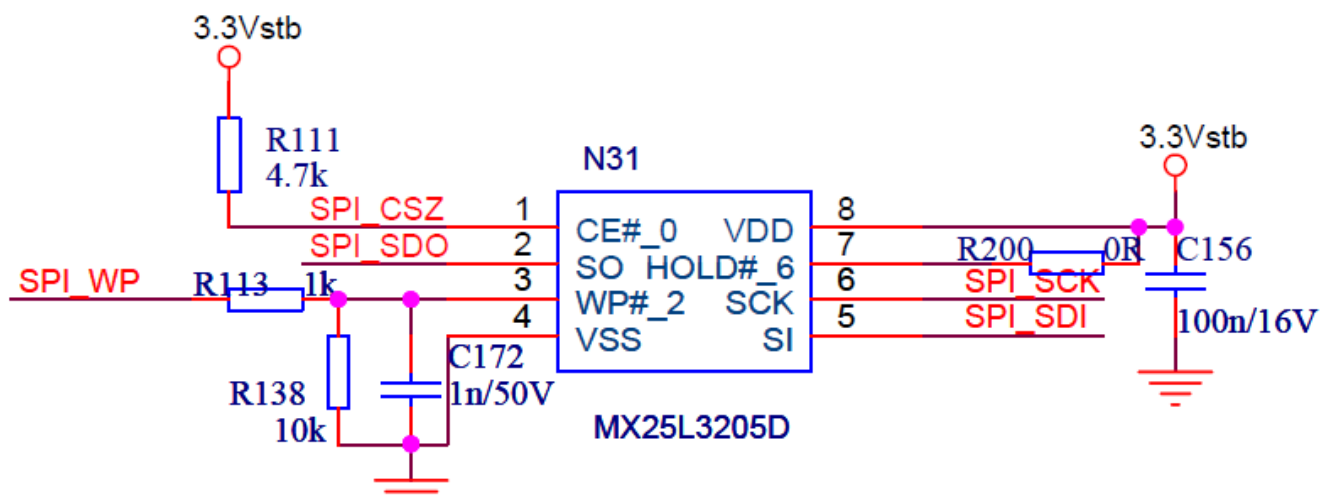 3.3Vstb
R111
4.7k
N31
3.3Vstb
SPI_CSZ
1
CE#_0
VDD
8
SPI_SDO
2
SO
HOLD#_6
7
R200
0R
C156
SPI_WP
R113
1k
3
WP#_2
SCK
6
SPI_SCK
4
VSS
SI
5
SPI_SDI
100n/16V
C172
1n/50V
R138
10k
MX25L3205D